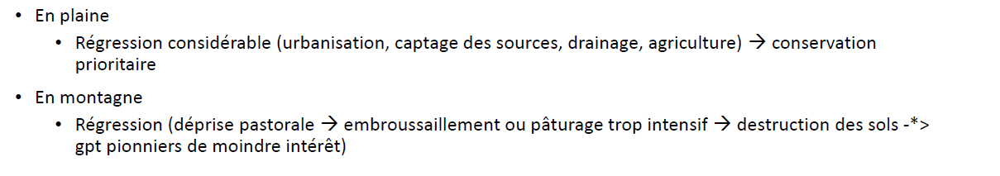 • En plaine
• Régression considérable (urbanisation, captage des sources, drainage, agriculture) → conservation
prioritaire
• En montagne
• Régression (déprise pastorale → embroussaillement ou pâturage trop intensif → destruction des sols -*>
gpt pionniers de moindre intérêt)